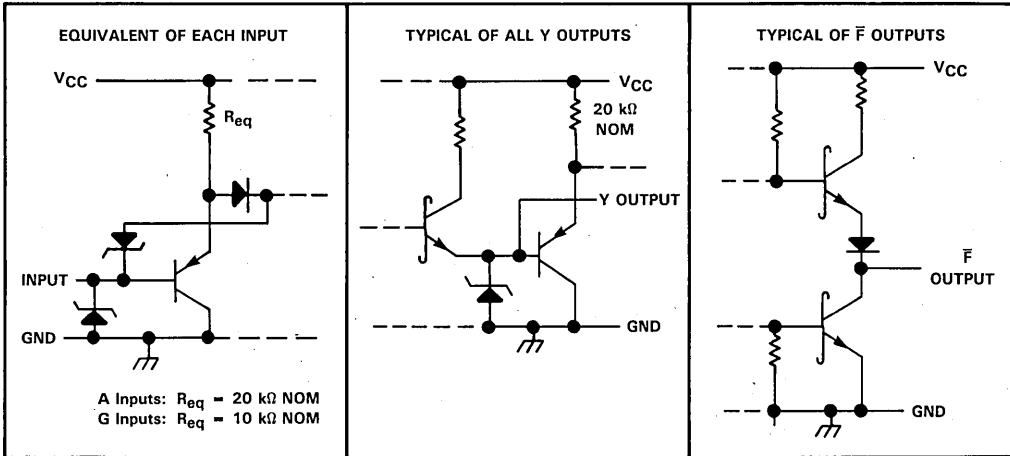 EQUIVALENT OF EACH INPUT
VCC
Req
INPUT
GND
A Inputs: Req = 20 kΩ NOM
G Inputs: Req = 10 kΩ NOM
TYPICAL OF ALL Y OUTPUTS
VCC
20 kΩ
NOM
Y OUTPUT
GND
TYPICAL OF F̅ OUTPUTS
VCC
F̅
OUTPUT
GND